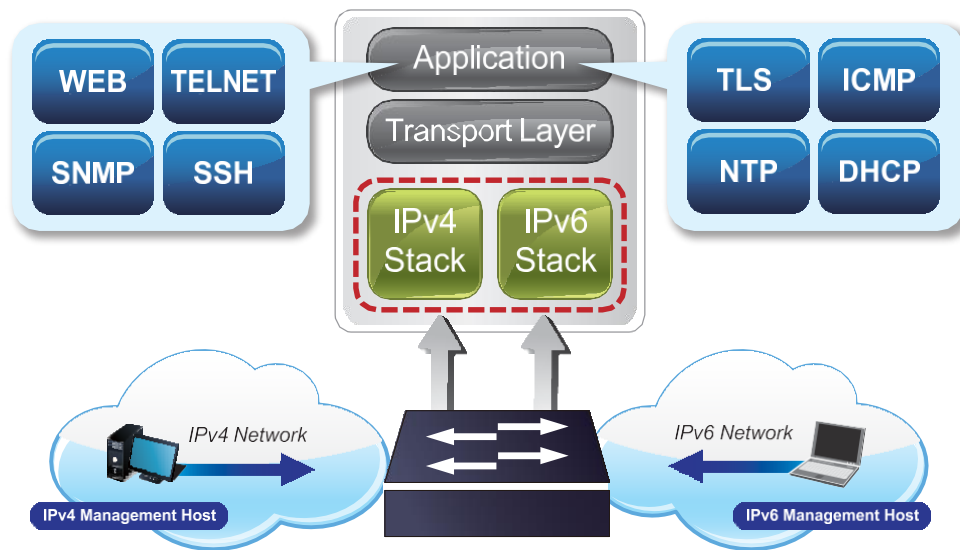 WEB
TELNET
SNMP
SSH
Application
Transport Layer
IPv4
Stack
IPv6
Stack
TLS
ICMP
NTP
DHCP
IPv4 Network
IPv6 Network
IPv4 Management Host
IPv6 Management Host